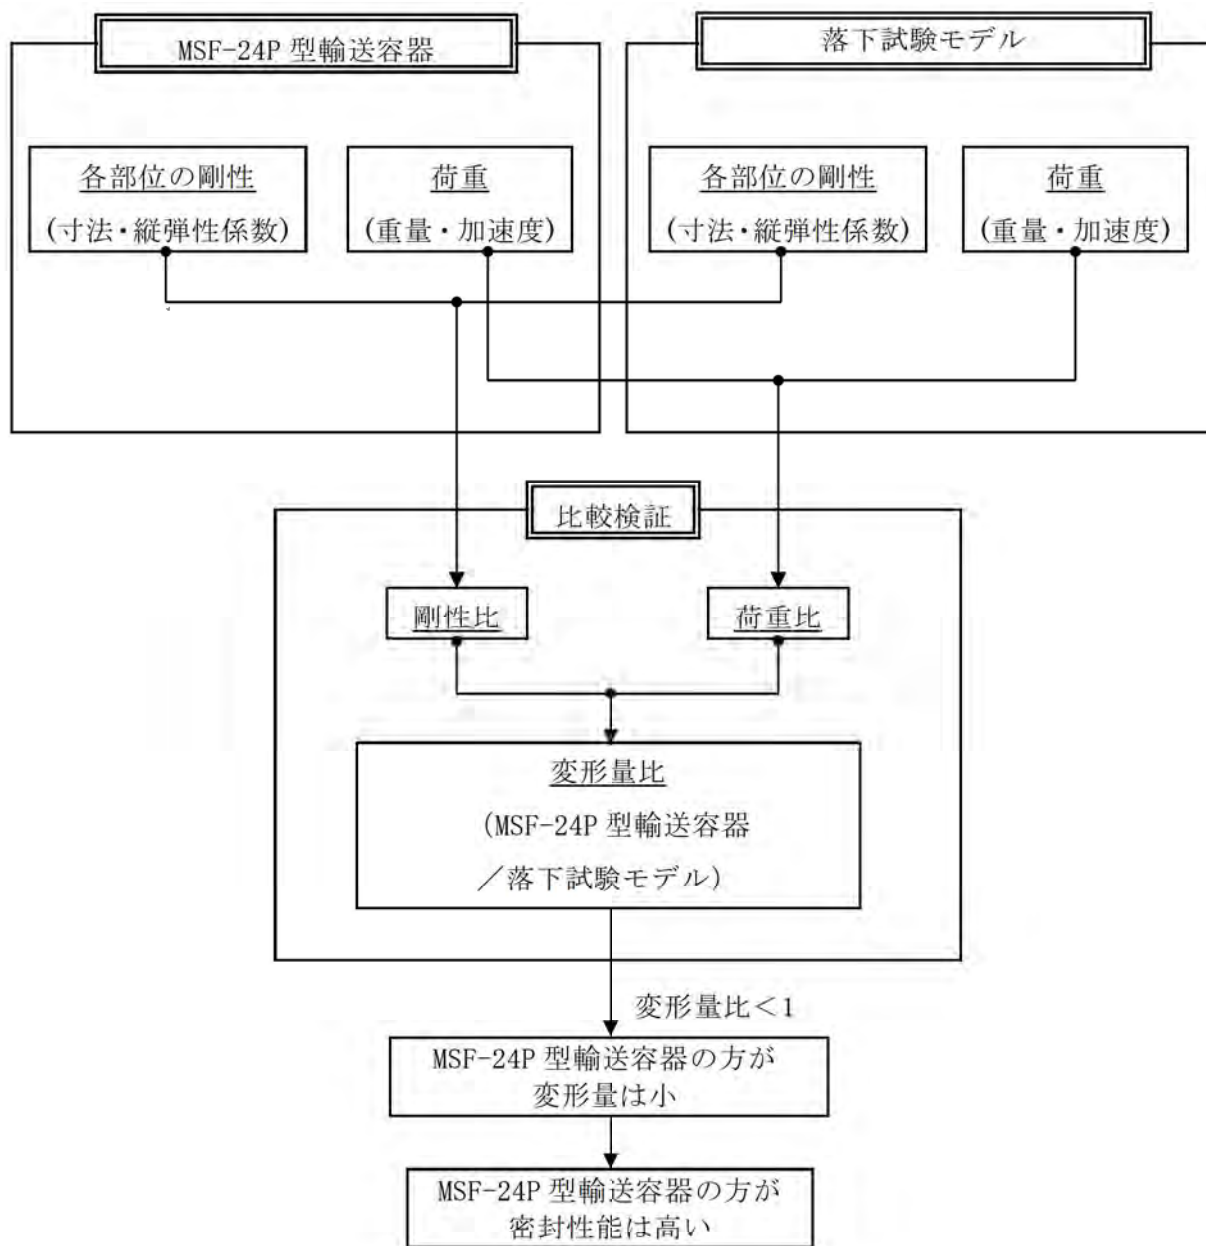 MSF-24P 型輸送容器
落下試験モデル
各部位の剛性
(寸法・縦弾性係数)
荷重
(重量・加速度)
各部位の剛性
(寸法・縦弾性係数)
荷重
(重量・加速度)
比較検証
剛性比
荷重比
変形量比
(MSF-24P 型輸送容器
／落下試験モデル)
変形量比＜1
MSF-24P 型輸送容器の方が
変形量は小
MSF-24P 型輸送容器の方が
密封性能は高い